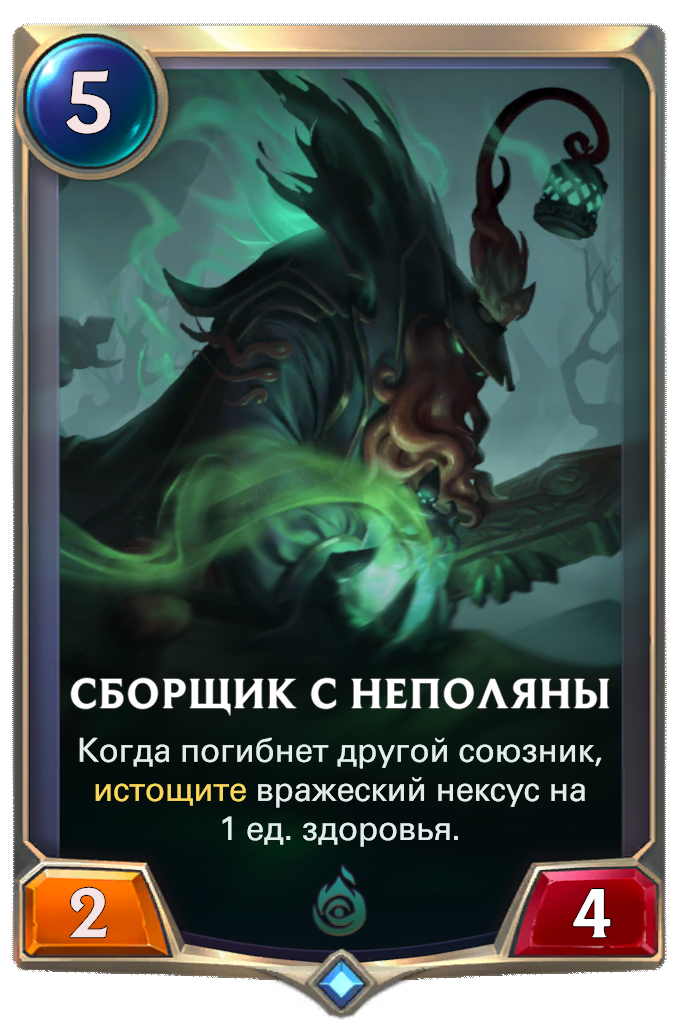 5
СБОРЩИК С НЕПОЛЯНЫ
Когда погибнет другой союзник,
истощите вражеский нексус на
1 ед. здоровья.
2
4